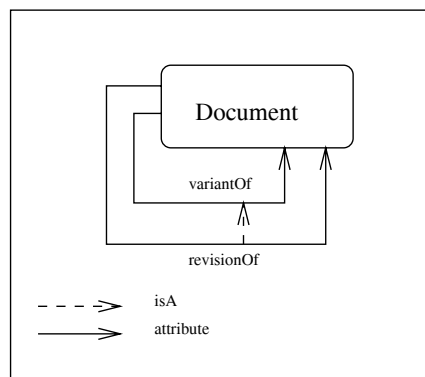 Document
variantOf
revisionOf
isA
attribute